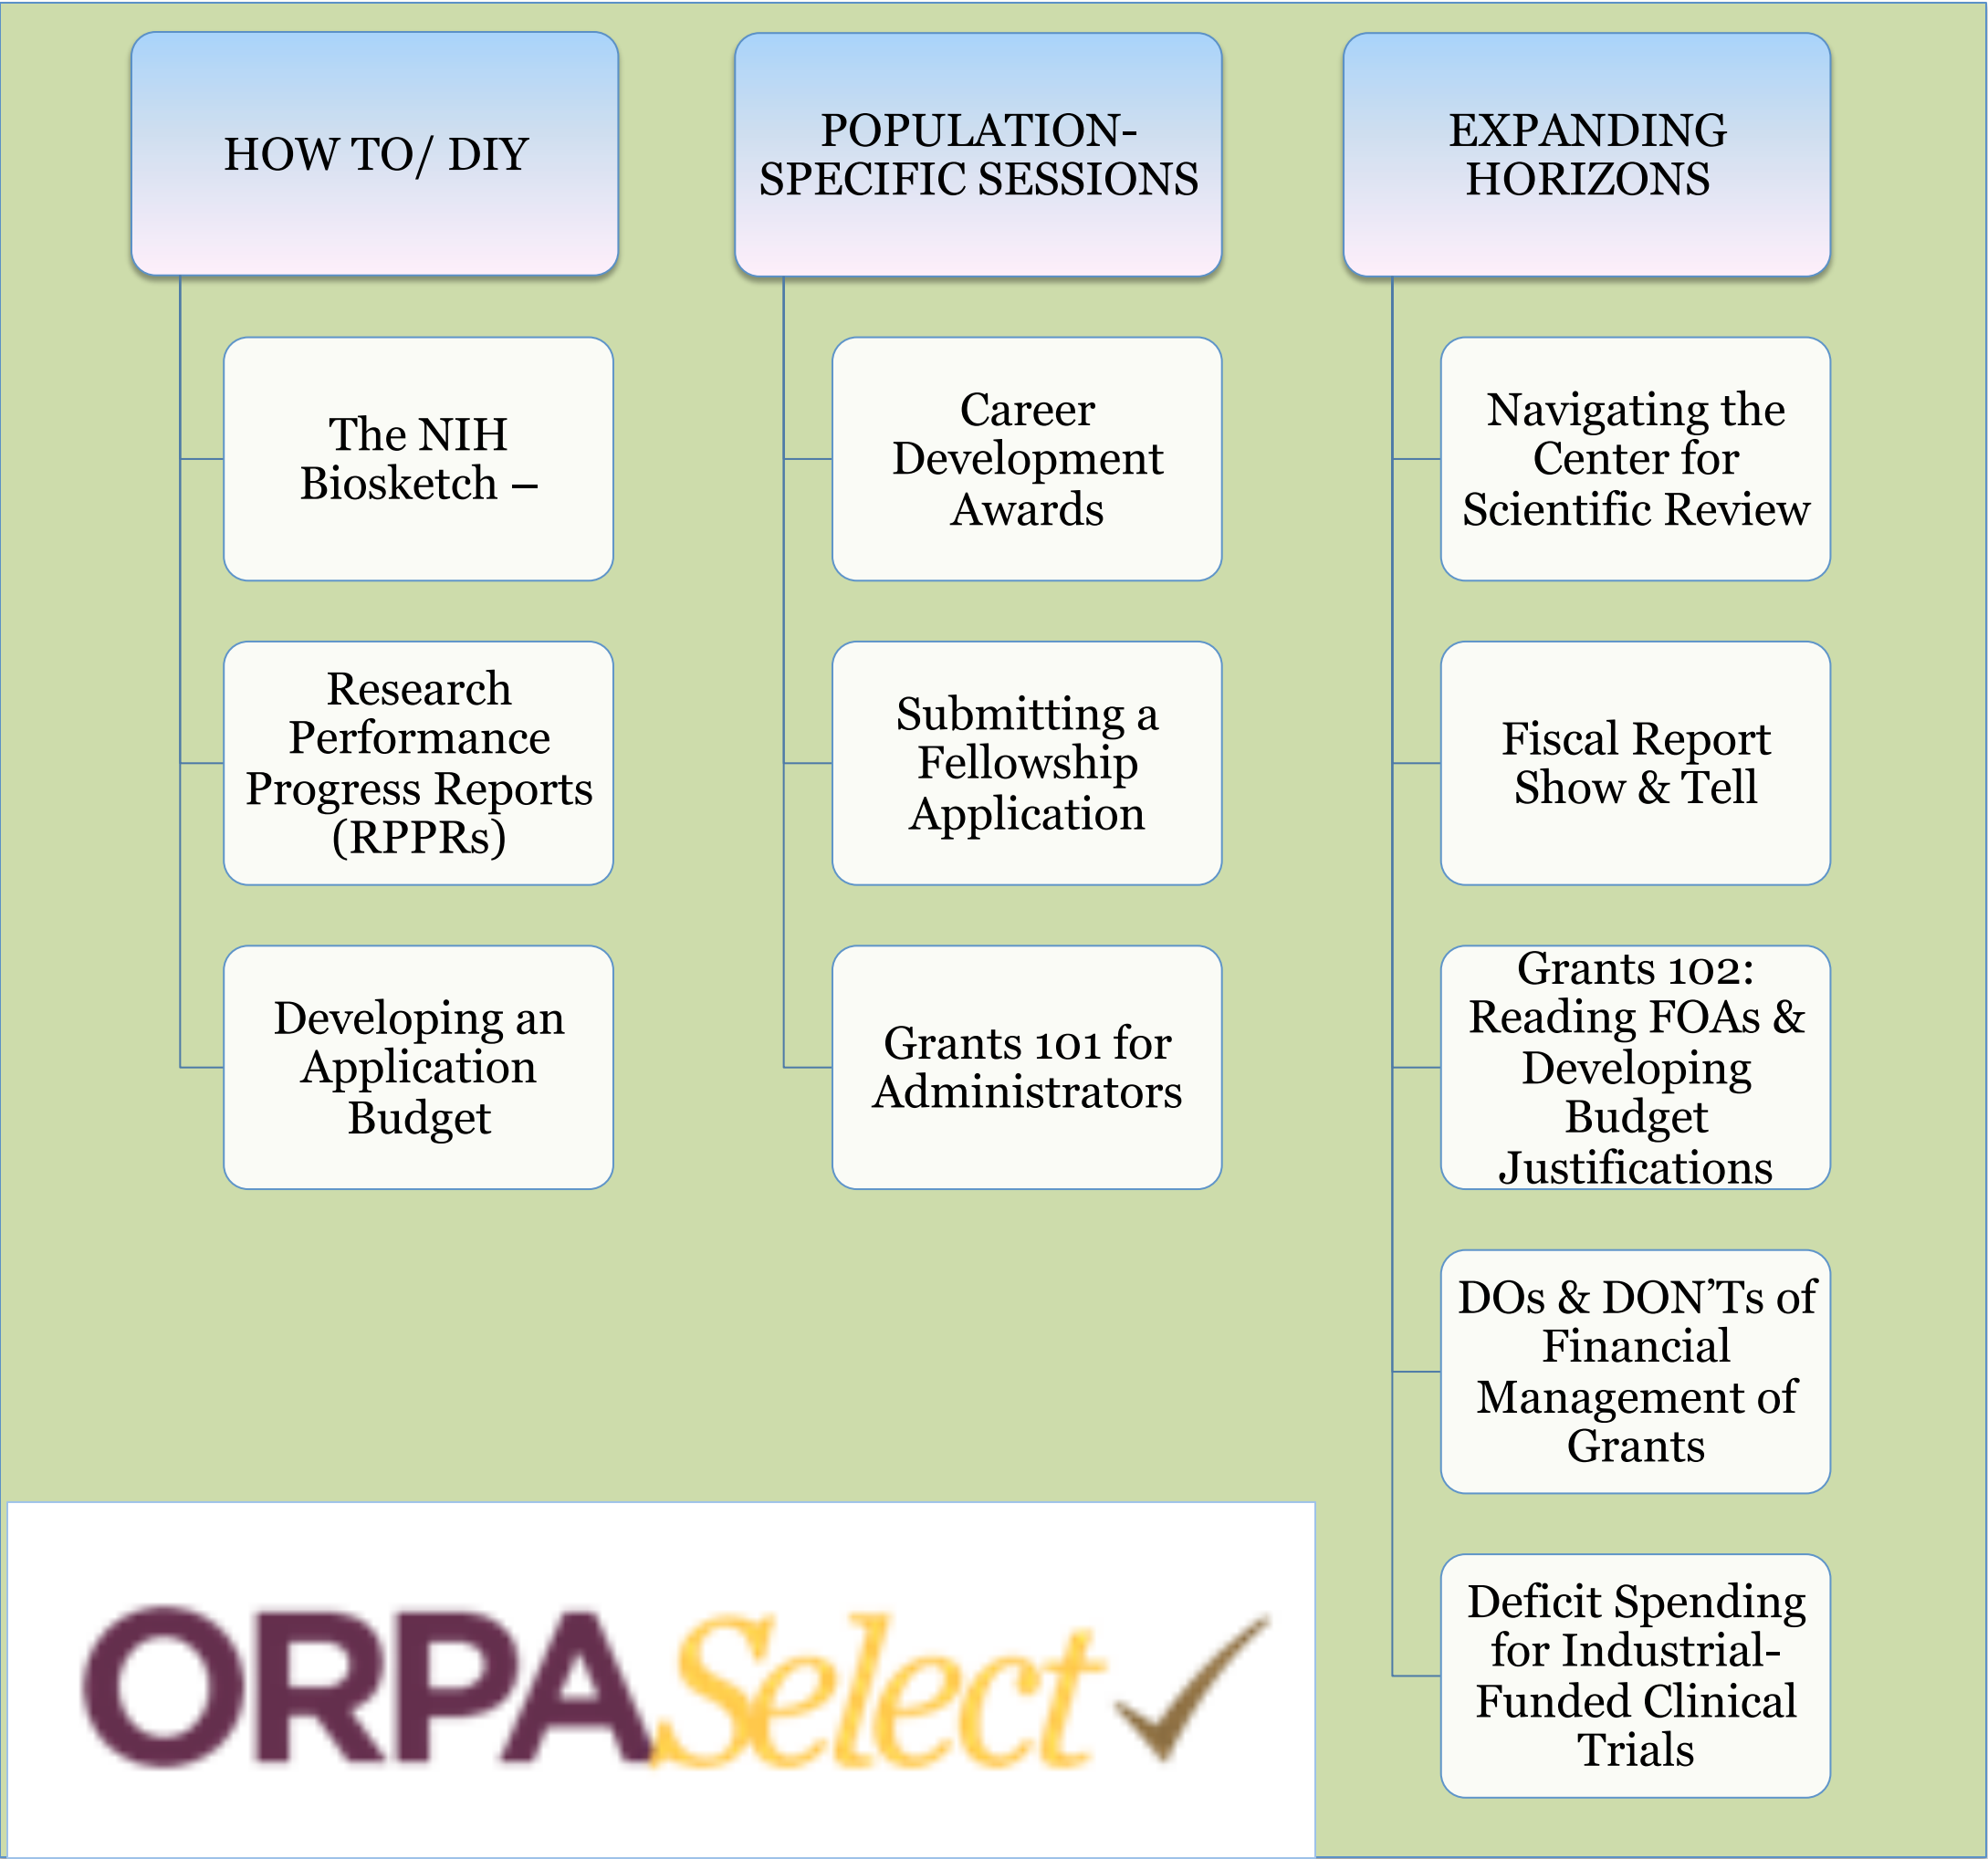 HOW TO/ DIY
The NIH
Biosketch –
Research
Performance
Progress Reports
(RPPRs)
Developing an
Application
Budget
POPULATION-
SPECIFIC SESSIONS
Career
Development
Awards
Submitting a
Fellowship
Application
Grants 101 for
Administrators
EXPANDING
HORIZONS
Navigating the
Center for
Scientific Review
Fiscal Report
Show & Tell
Grants 102:
Reading FOAs &
Developing
Budget
Justifications
DOs & DON’Ts of
Financial
Management of
Grants
Deficit Spending
for Industrial-
Funded Clinical
Trials
ORPASelect